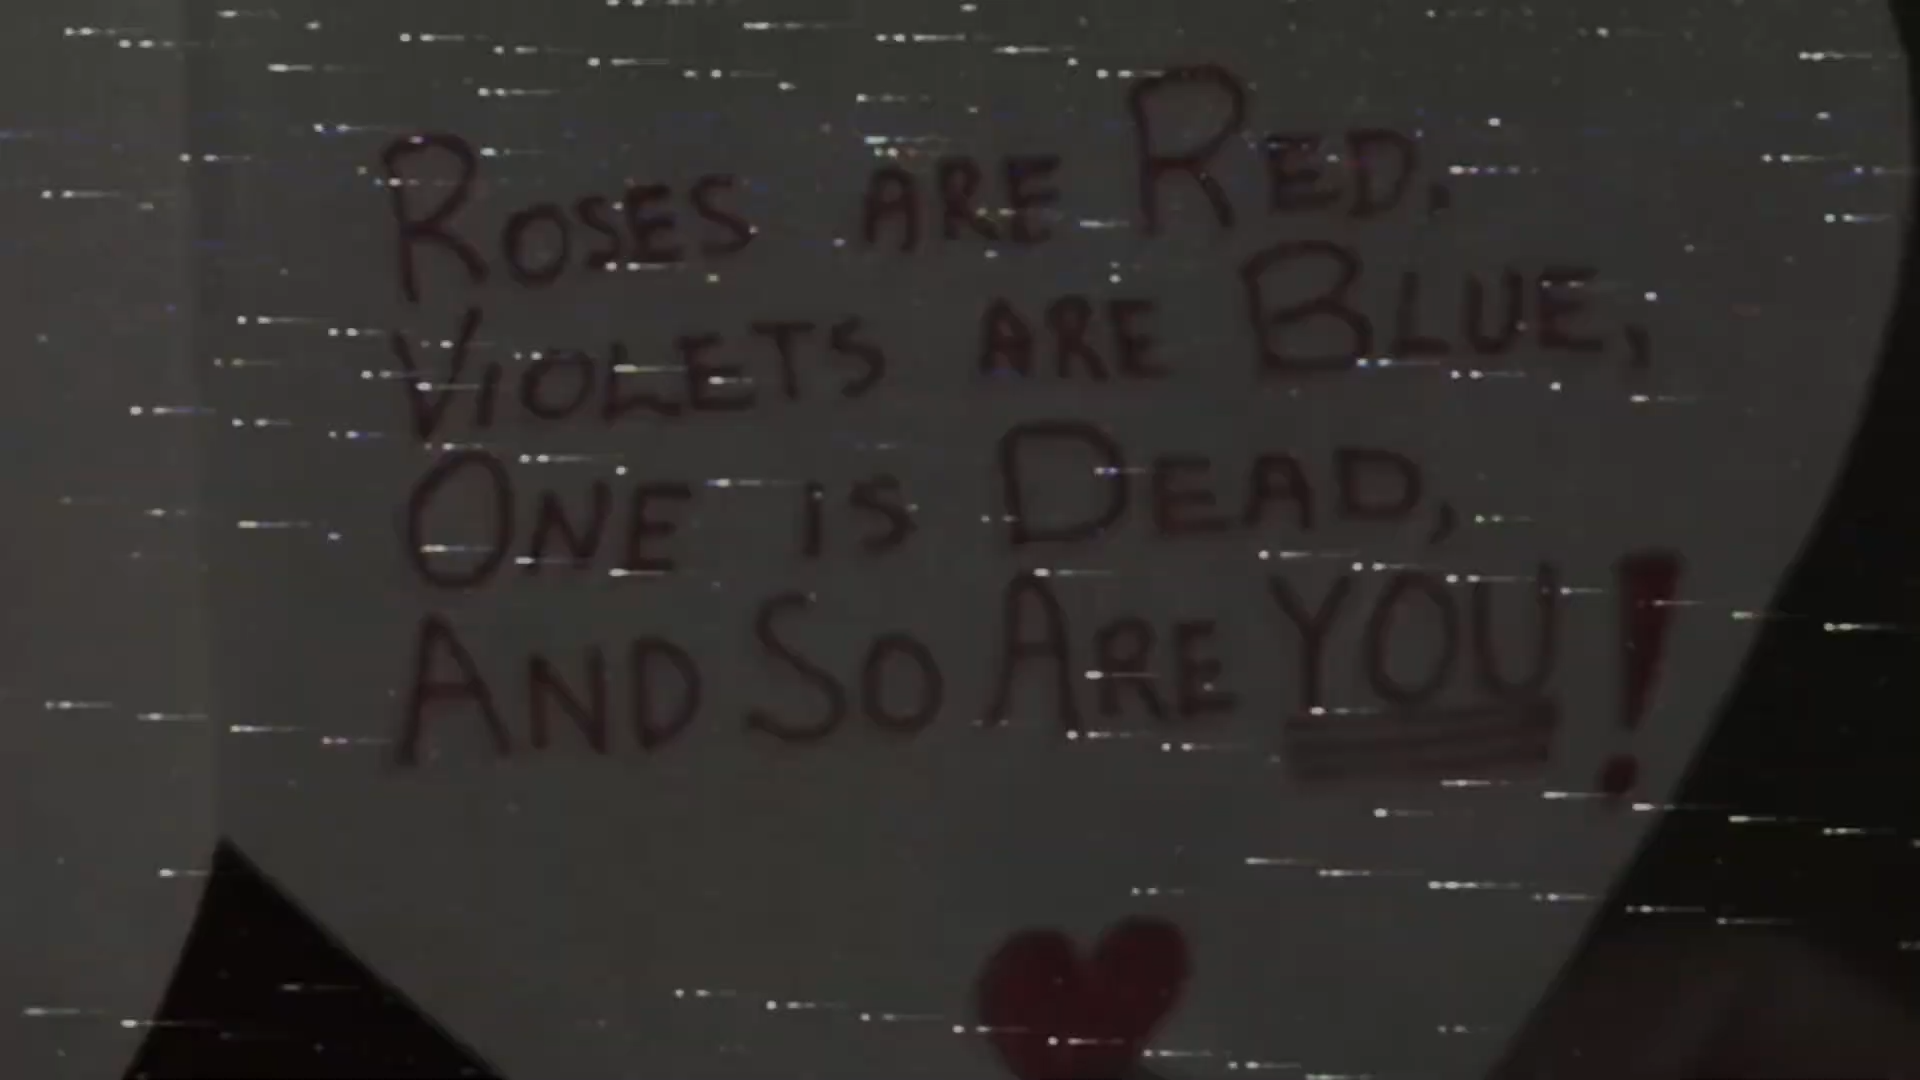 ROSES ARE RED,
VIOLETS ARE BLUE,
ONE IS DEAD,
AND SO ARE YOU!